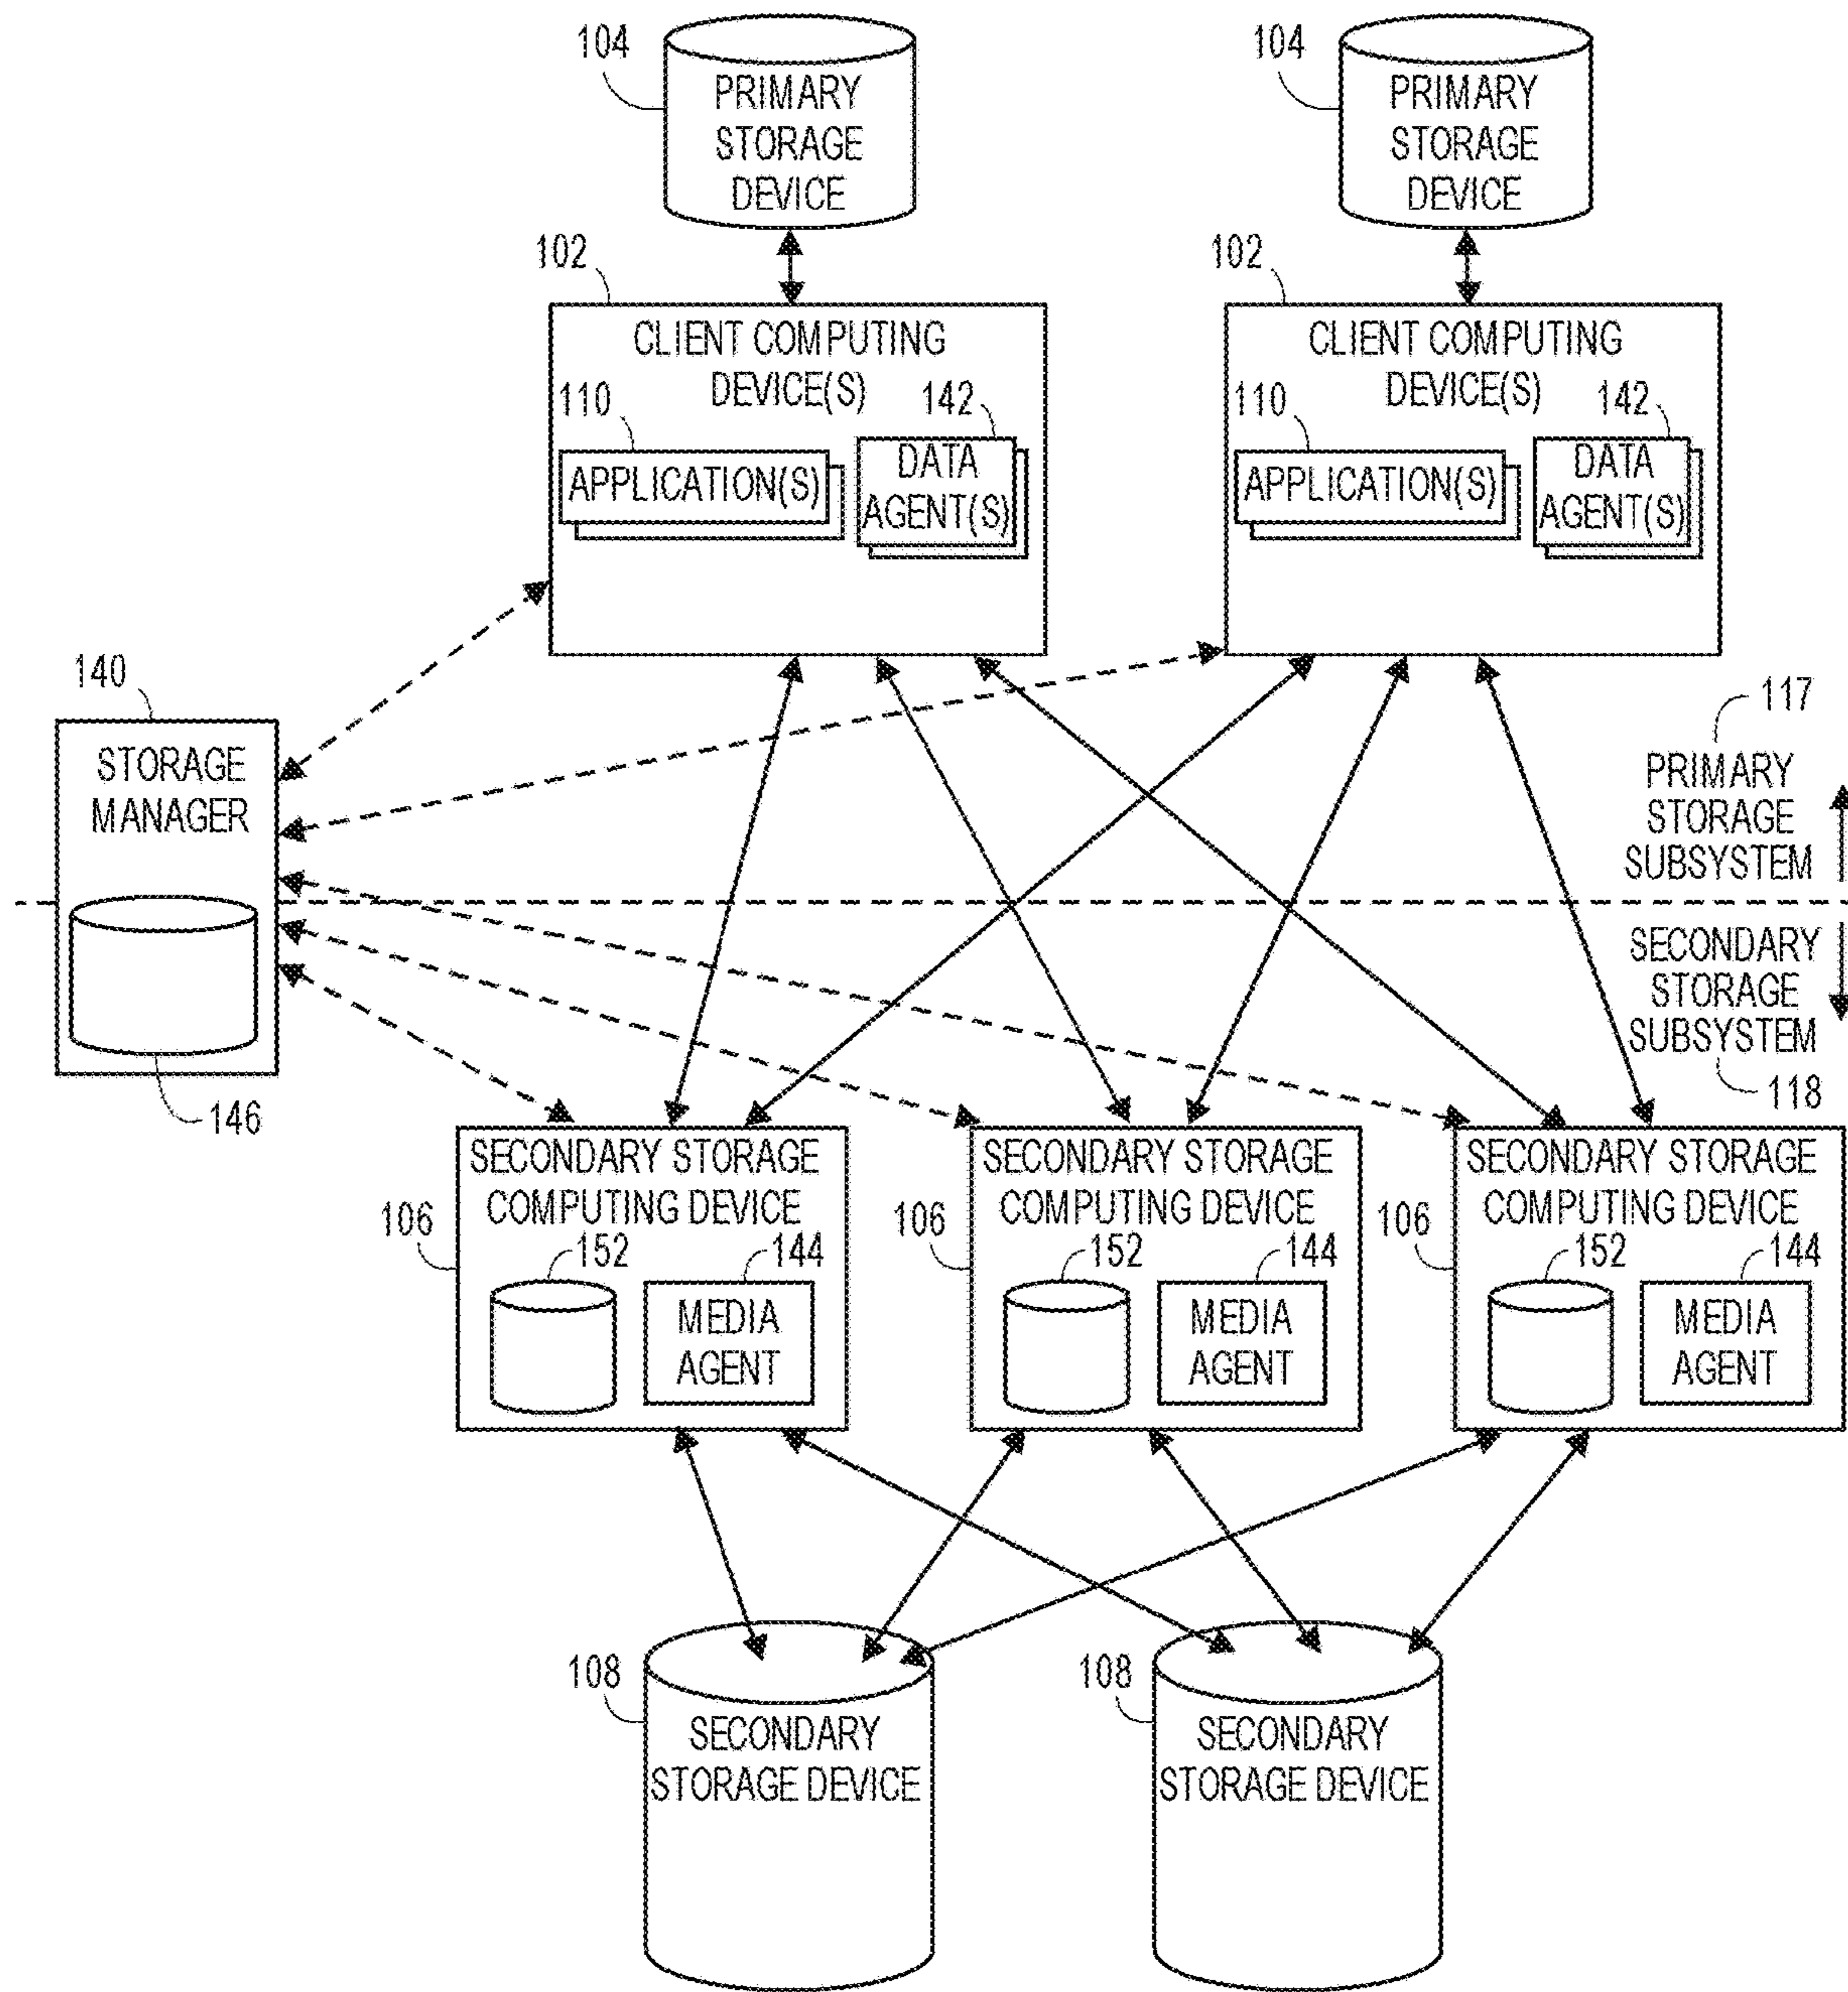 104
PRIMARY
STORAGE
DEVICE
104
PRIMARY
STORAGE
DEVICE
102
CLIENT COMPUTING
DEVICE(S)
110
142
APPLICATION(S)
DATA
AGENT(S)
102
CLIENT COMPUTING
DEVICE(S)
110
142
APPLICATION(S)
DATA
AGENT(S)
140
STORAGE
MANAGER
146
117
PRIMARY
STORAGE
SUBSYSTEM
SECONDARY
STORAGE
SUBSYSTEM
118
SECONDARY STORAGE
COMPUTING DEVICE
106
152
144
MEDIA
AGENT
SECONDARY STORAGE
COMPUTING DEVICE
106
152
144
MEDIA
AGENT
SECONDARY STORAGE
COMPUTING DEVICE
106
152
144
MEDIA
AGENT
108
SECONDARY
STORAGE DEVICE
108
SECONDARY
STORAGE DEVICE